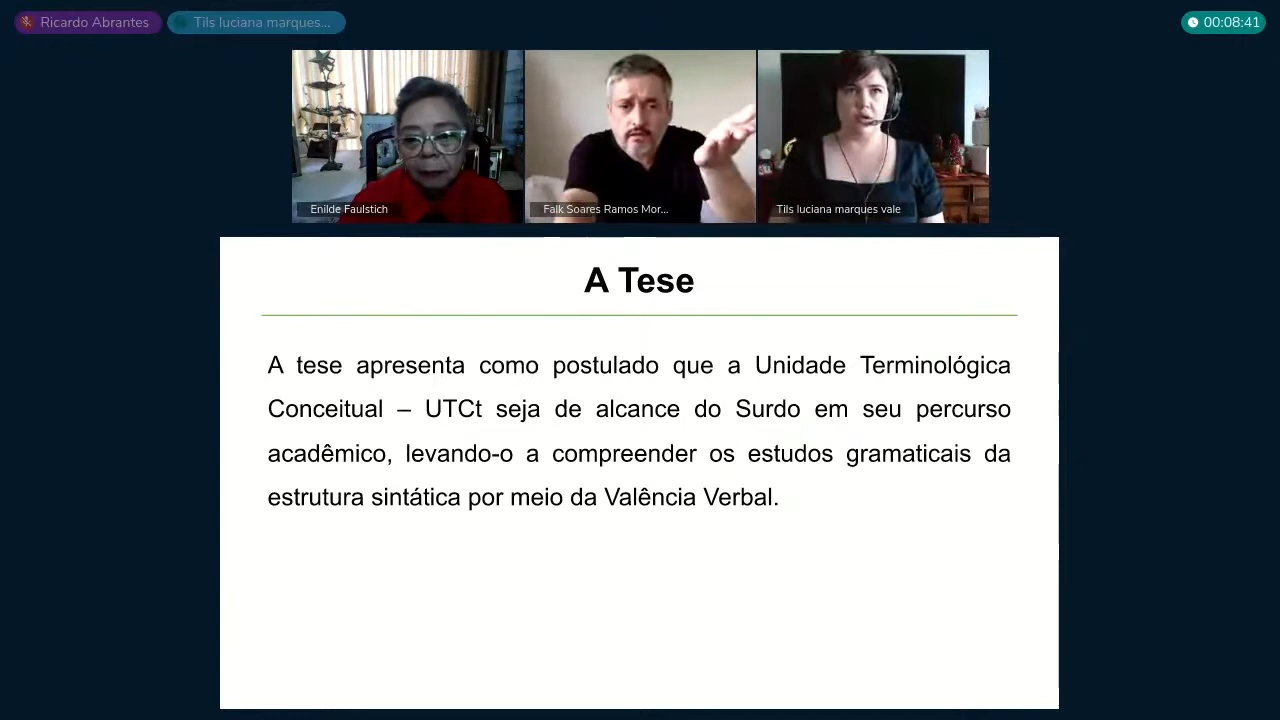 Ricardo Abrantes
Tils luciana marques...
00:08:41
Enilde Faulstich
Falk Soares Ramos Mor...
Tils luciana marques vale
A Tese
A tese apresenta como postulado que a Unidade Terminológica
Conceitual – UTCt seja de alcance do Surdo em seu percurso
acadêmico, levando-o a compreender os estudos gramaticais da
estrutura sintática por meio da Valência Verbal.